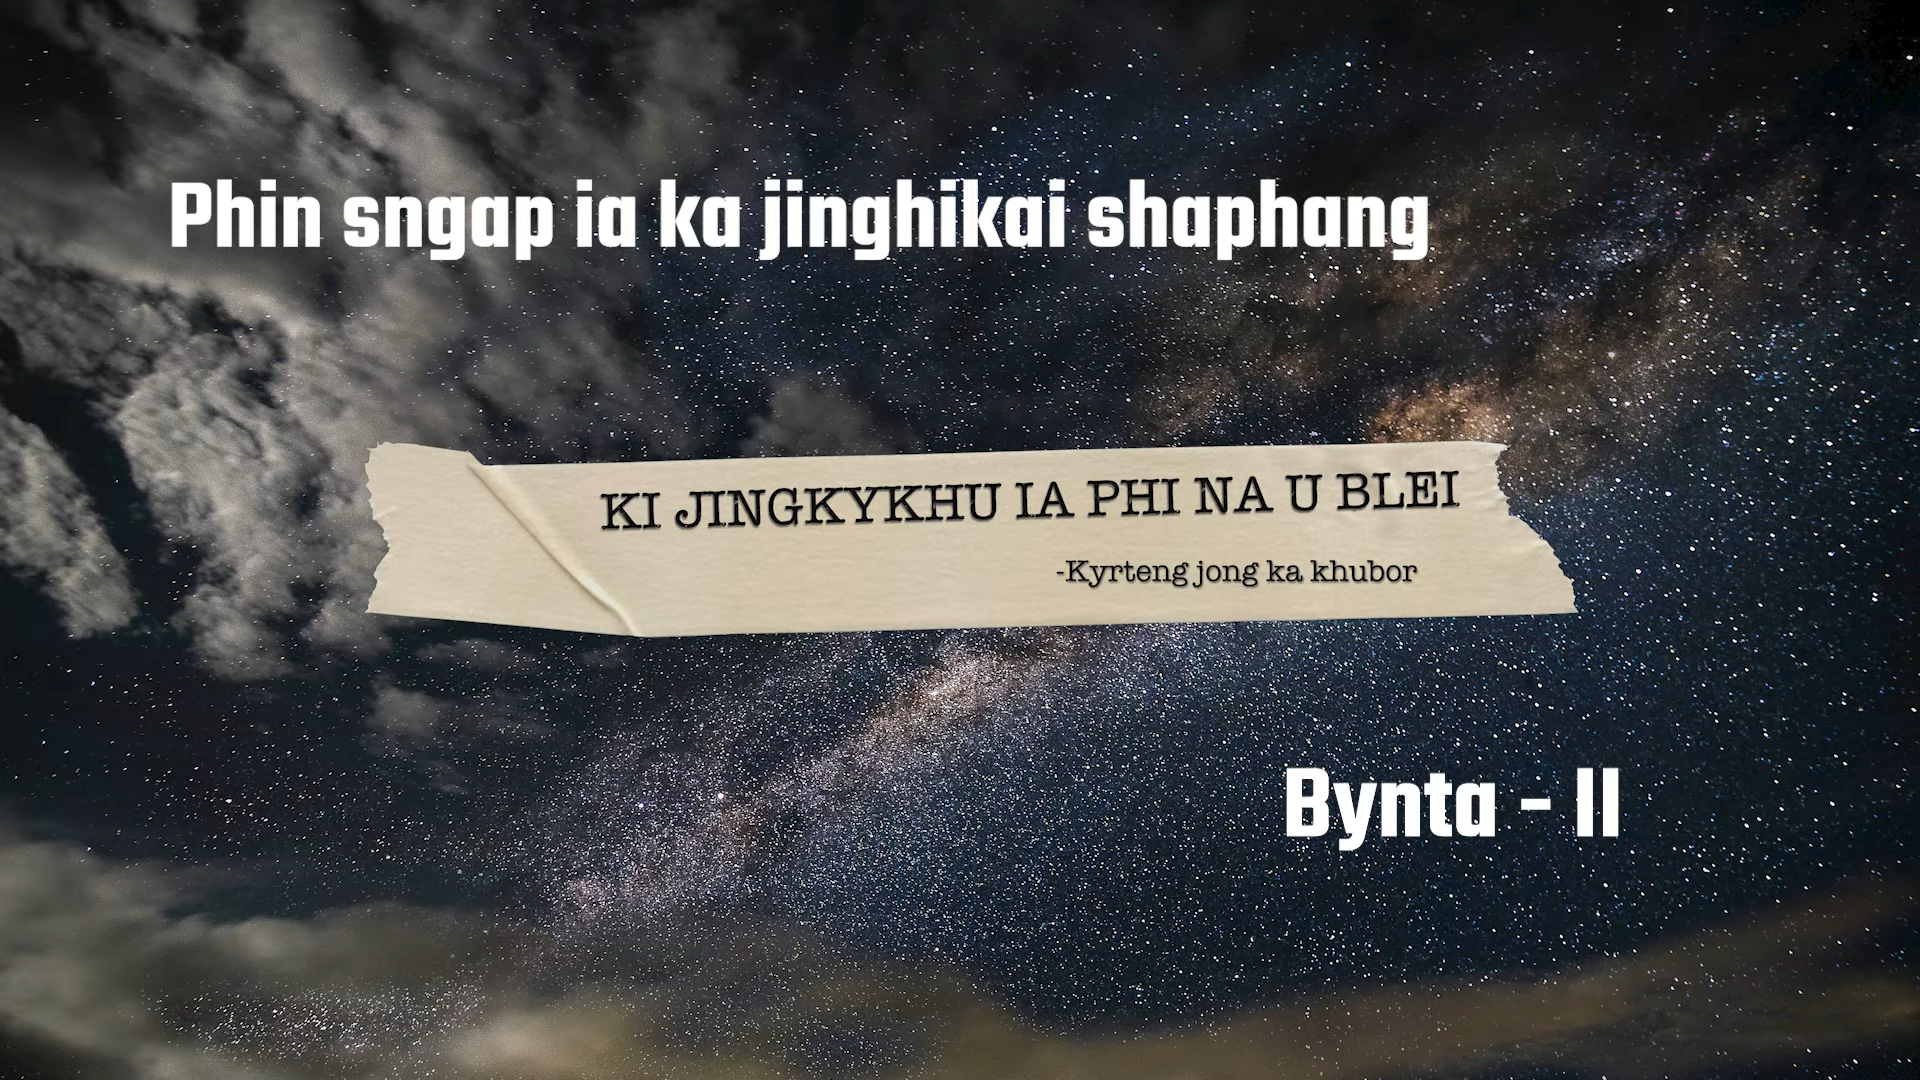 Phin sngap ia ka jinghikai shaphang
KI JINGKYKHU IA PHI NA U BLEI
-Kyrteng jong ka khubor
Bynta - II